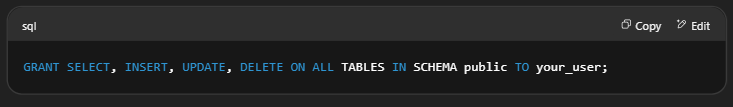 sql
Copy
Edit
GRANT SELECT, INSERT, UPDATE, DELETE ON ALL TABLES IN SCHEMA public TO your_user;